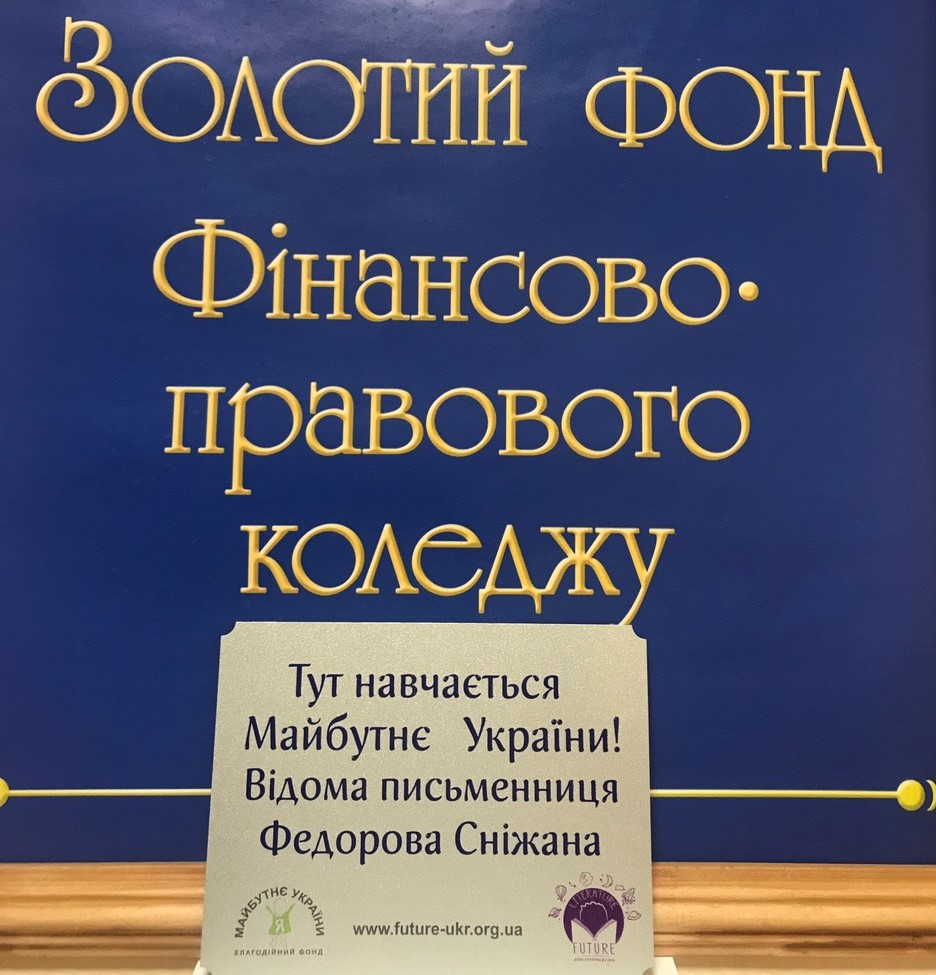 Золотий фонд
Фінансово-
правового
коледжу
Тут навчається
Майбутнє України!
Відома письменниця
Федорова Сніжана
МАЙБУТНЄ УКРАЇНИ
Я
БЛАГОДІЙНИЙ ФОНД
www.future-ukr.org.ua
LITERATURE
FUTURE